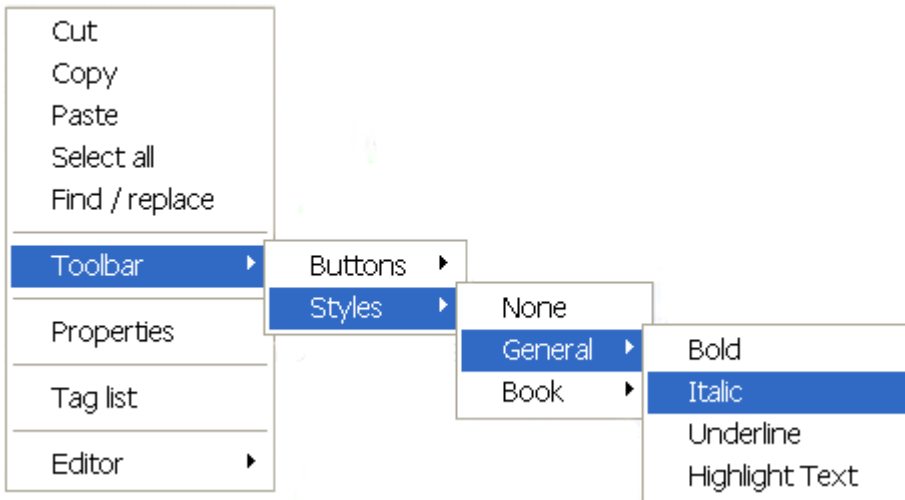 Cut
Copy
Paste
Select all
Find / replace
Toolbar
Properties
Tag list
Editor
Buttons
Styles
None
General
Book
Bold
Italic
Underline
Highlight Text